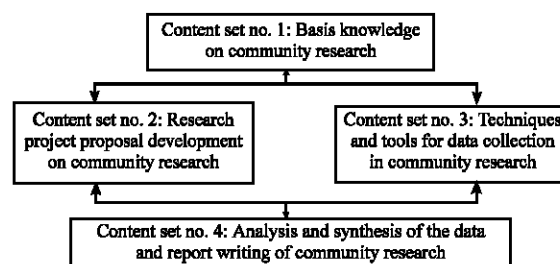 Content set no. 1: Basis knowledge
on community research
Content set no. 2: Research
project proposal development
on community research
Content set no. 3: Techniques
and tools for data collection
in community research
Content set no. 4: Analysis and synthesis of the data
and report writing of community research